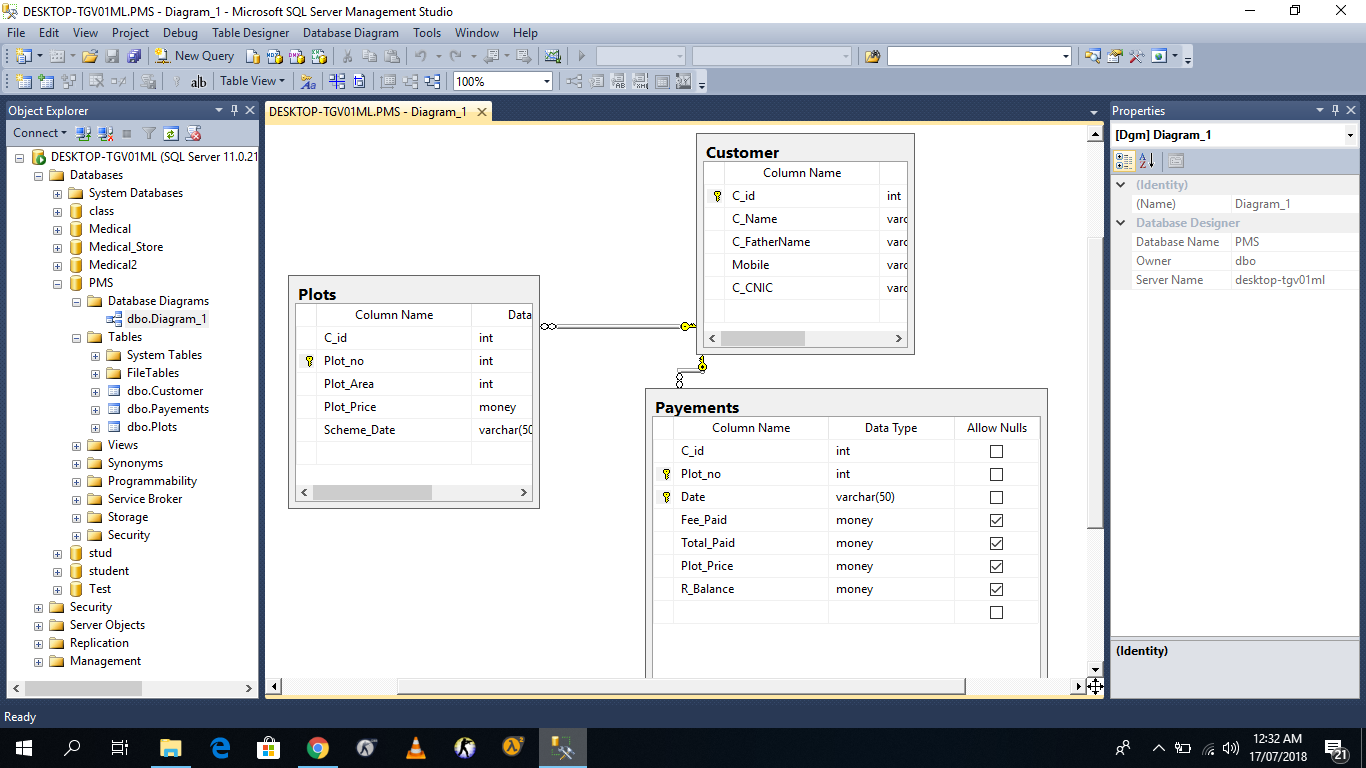 DESKTOP-TGV01ML.PMS - Diagram_1 - Microsoft SQL Server Management Studio
File Edit View Project Debug Table Designer Database Diagram Tools Window Help
New Query
Table View 100%
Object Explorer
Connect
DESKTOP-TGV01ML (SQL Server 11.0.21
Databases
System Databases
class
Medical
Medical_Store
Medical2
PMS
Database Diagrams
dbo.Diagram_1
Tables
System Tables
FileTables
dbo.Customer
dbo.Payements
dbo.Plots
Views
Synonyms
Programmability
Service Broker
Storage
Security
stud
student
Test
Security
Server Objects
Replication
Management
DESKTOP-TGV01ML.PMS - Diagram_1
Customer
Column Name
C_id int
C_Name varc
C_FatherName varc
Mobile varc
C_CNIC varc
Plots
Column Name Data
C_id int
Plot_no int
Plot_Area int
Plot_Price money
Scheme_Date varchar(50
Payements
Column Name Data Type Allow Nulls
C_id int
Plot_no int
Date varchar(50)
Fee_Paid money
Total_Paid money
Plot_Price money
R_Balance money
Properties
[Dgm] Diagram_1
(Identity)
(Name) Diagram_1
Database Designer
Database Name PMS
Owner dbo
Server Name desktop-tgv01ml
(Identity)
Ready
12:32 AM
17/07/2018
21